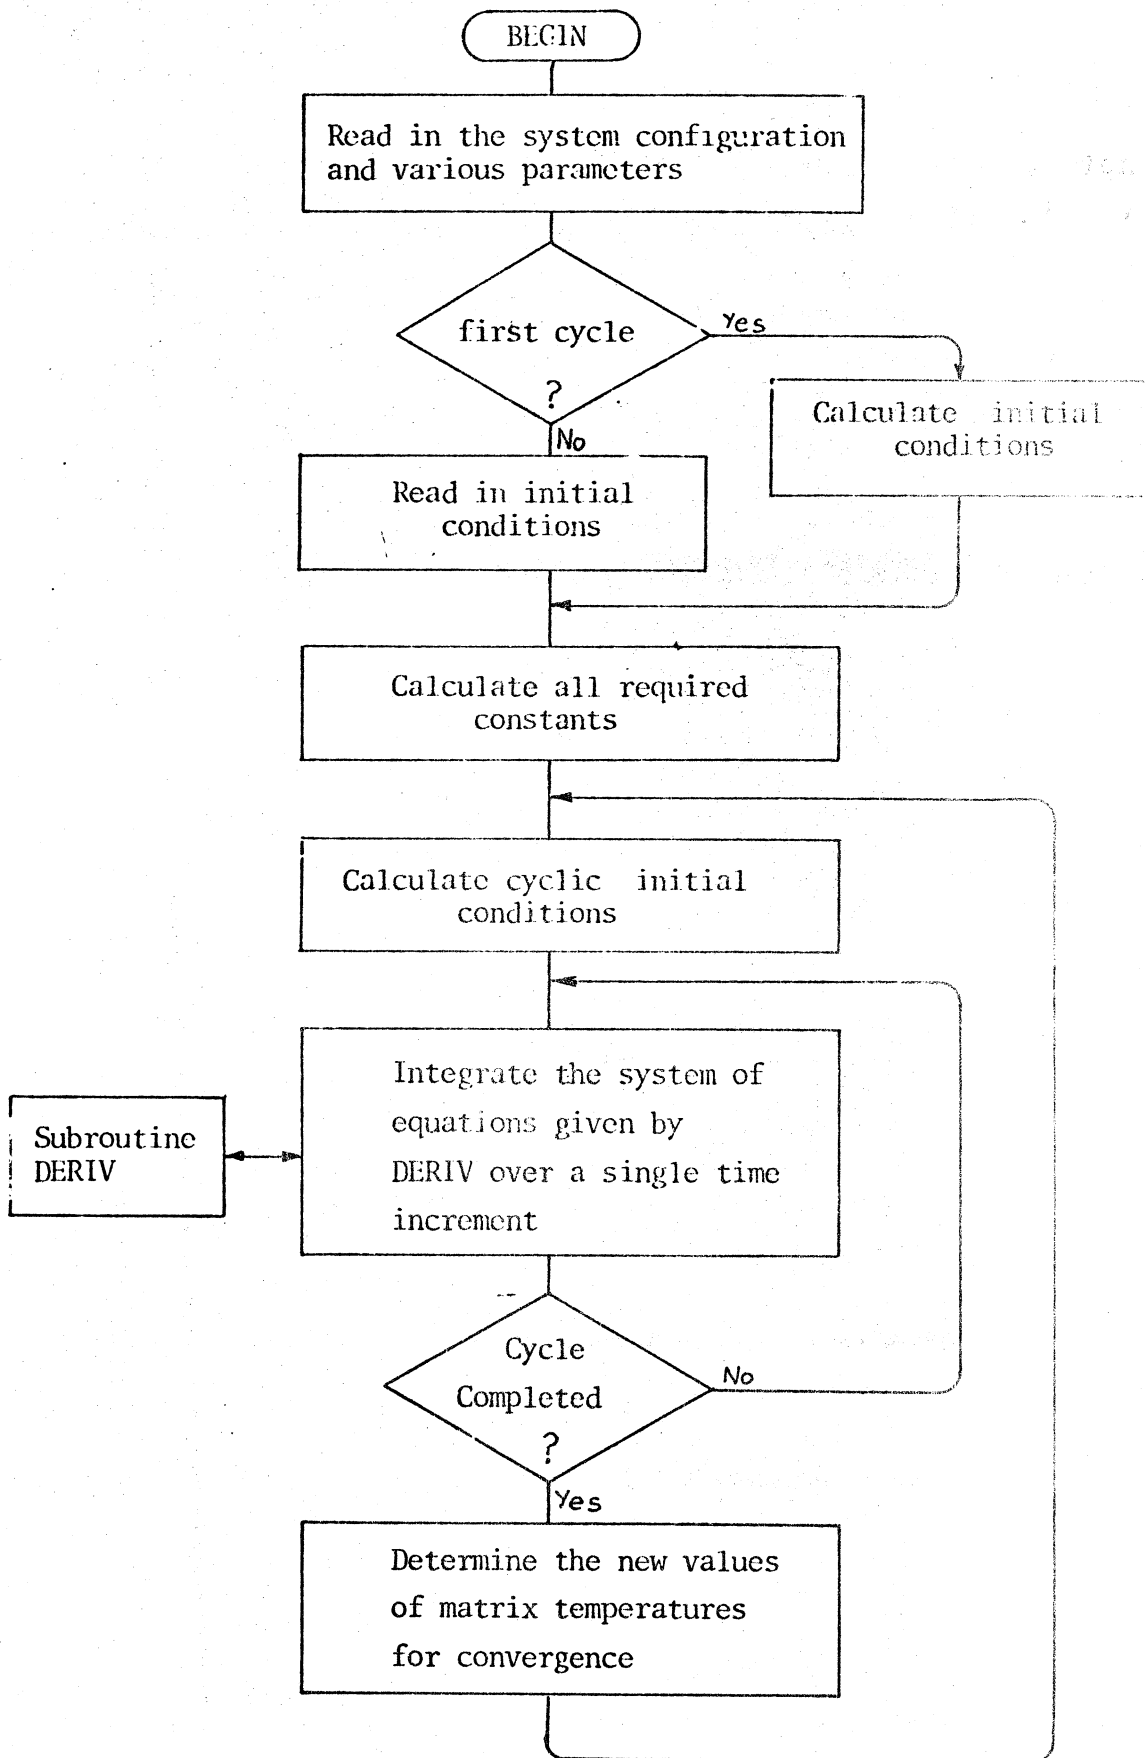 BEGIN
Read in the system configuration
and various parameters
first cycle
?
Yes
Calculate initial
conditions
No
Read in initial
conditions
Calculate all required
constants
Calculate cyclic initial
conditions
Integrate the system of
equations given by
DERIV over a single time
increment
Subroutine
DERIV
Cycle
Completed
?
No
Yes
Determine the new values
of matrix temperatures
for convergence